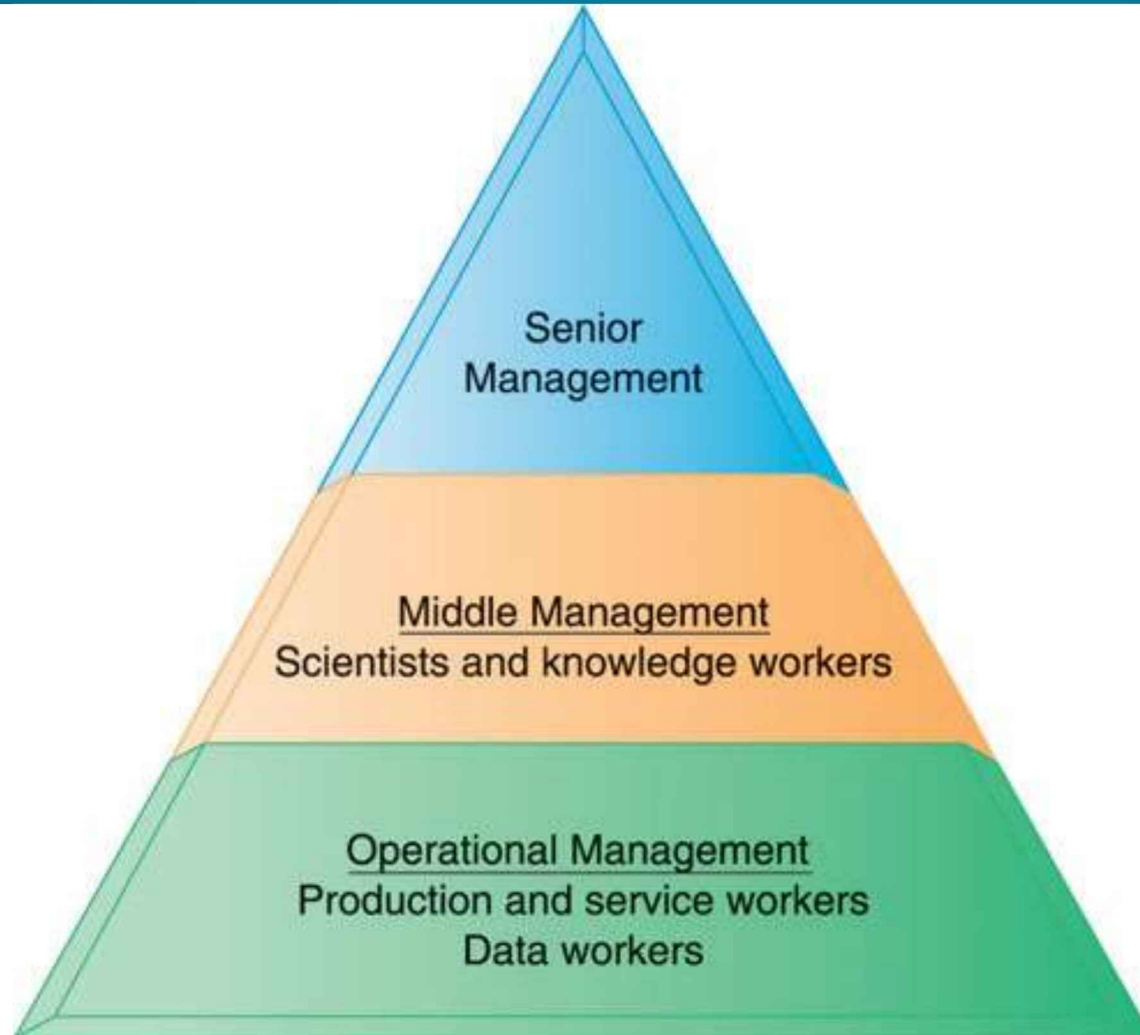 Senior
Management
Middle Management
Scientists and knowledge workers
Operational Management
Production and service workers
Data workers